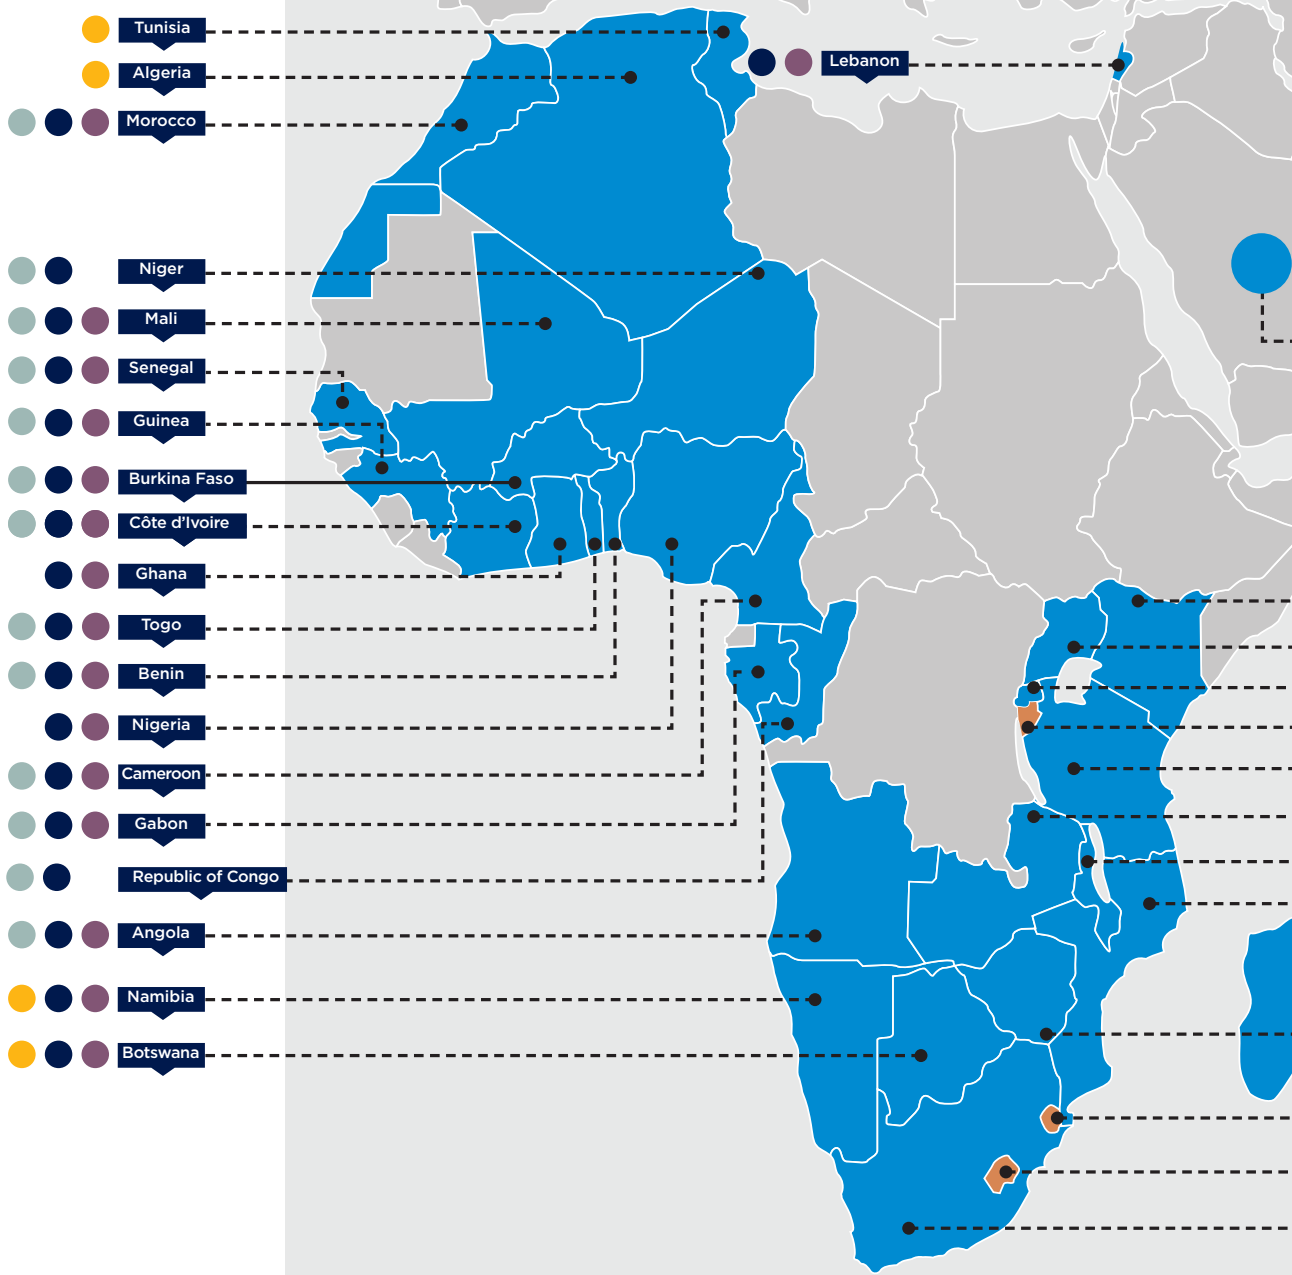 Tunisia
Lebanon
Algeria
Morocco
Niger
Mali
Senegal
Guinea
Burkina Faso
Côte d'Ivoire
Ghana
Togo
Benin
Nigeria
Cameroon
Gabon
Republic of Congo
Angola
Namibia
Botswana